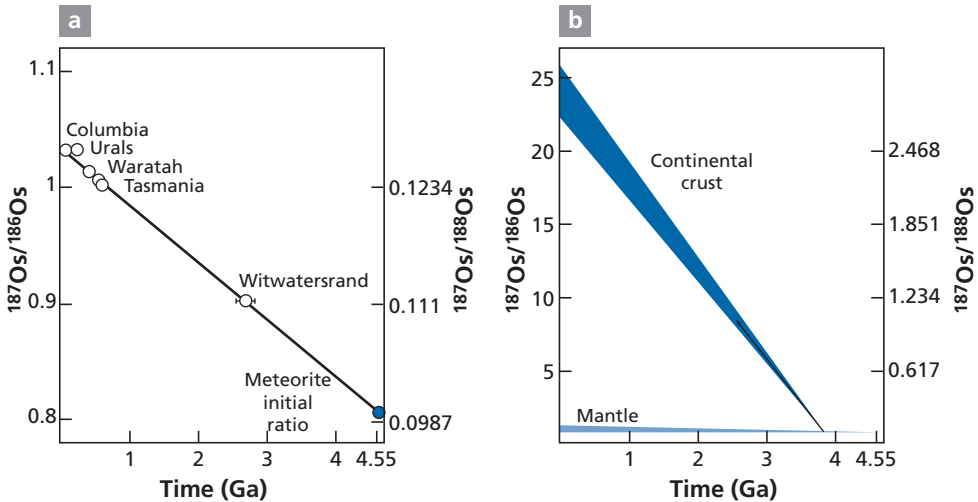 a
¹⁸⁷Os/¹⁸⁶Os
1.1
1
0.9
0.8
Columbia
Urals
Waratah
Tasmania
Witwatersrand
Meteorite
initial
ratio
0.1234
0.111
0.0987
¹⁸⁷Os/¹⁸⁸Os
1 2 3 4 4.55
Time (Ga)
b
¹⁸⁷Os/¹⁸⁶Os
25
20
15
10
5
Continental
crust
Mantle
2.468
1.851
1.234
0.617
¹⁸⁷Os/¹⁸⁸Os
1 2 3 4 4.55
Time (Ga)